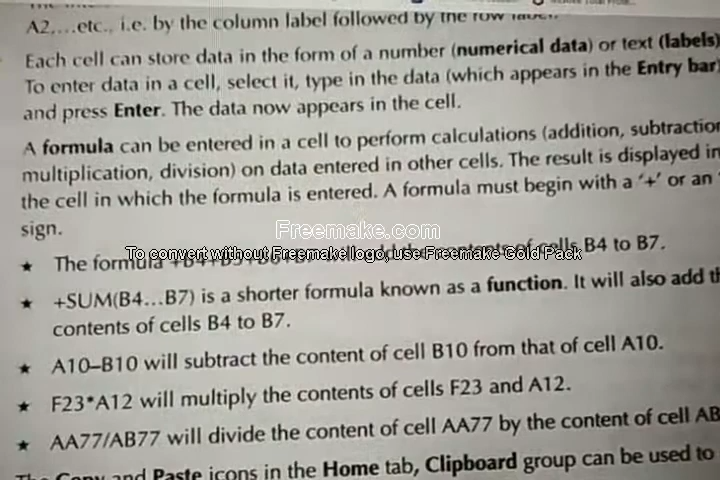 A2,...etc., i.e. by the column label followed by the row
Each cell can store data in the form of a number (numerical data) or text (labels)
To enter data in a cell, select it, type in the data (which appears in the Entry bar)
and press Enter. The data now appears in the cell.
A formula can be entered in a cell to perform calculations (addition, subtraction
multiplication, division) on data entered in other cells. The result is displayed in
the cell in which the formula is entered. A formula must begin with a '+' or an
sign.
Freemake.com
To convert without Freemake logo, use Freemake Gold Pack
★ The formula +B4+B5+B6+B7 will add the contents of cells B4 to B7.
★ +SUM(B4...B7) is a shorter formula known as a function. It will also add th
contents of cells B4 to B7.
★ A10–B10 will subtract the content of cell B10 from that of cell A10.
★ F23*A12 will multiply the contents of cells F23 and A12.
★ AA77/AB77 will divide the content of cell AA77 by the content of cell AB
The Copy and Paste icons in the Home tab, Clipboard group can be used to